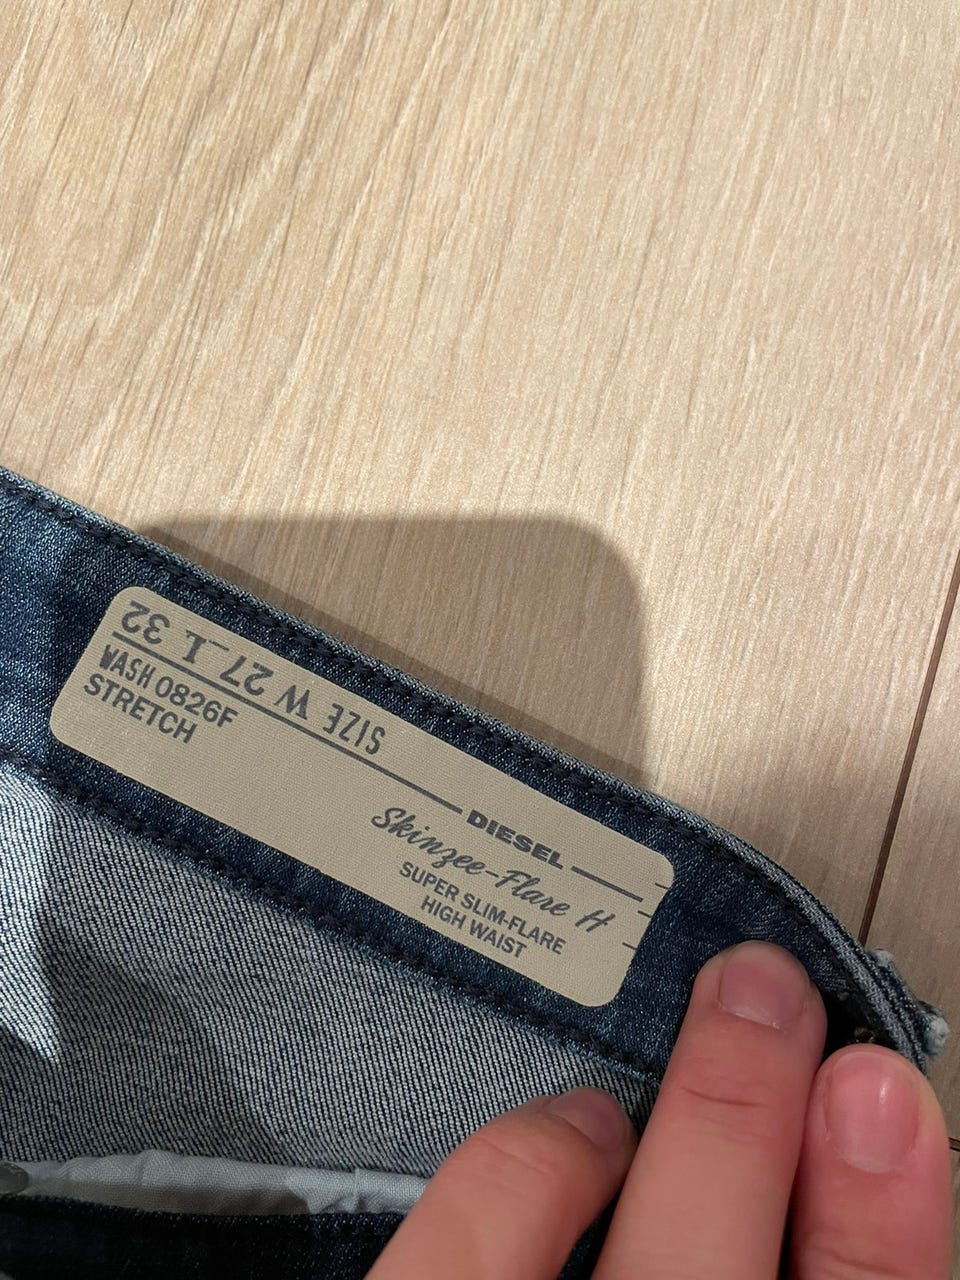 SIZE W 27 L 32
WASH 0826F
STRETCH
DIESEL
Skinzee-Flare H
SUPER SLIM-FLARE
HIGH WAIST